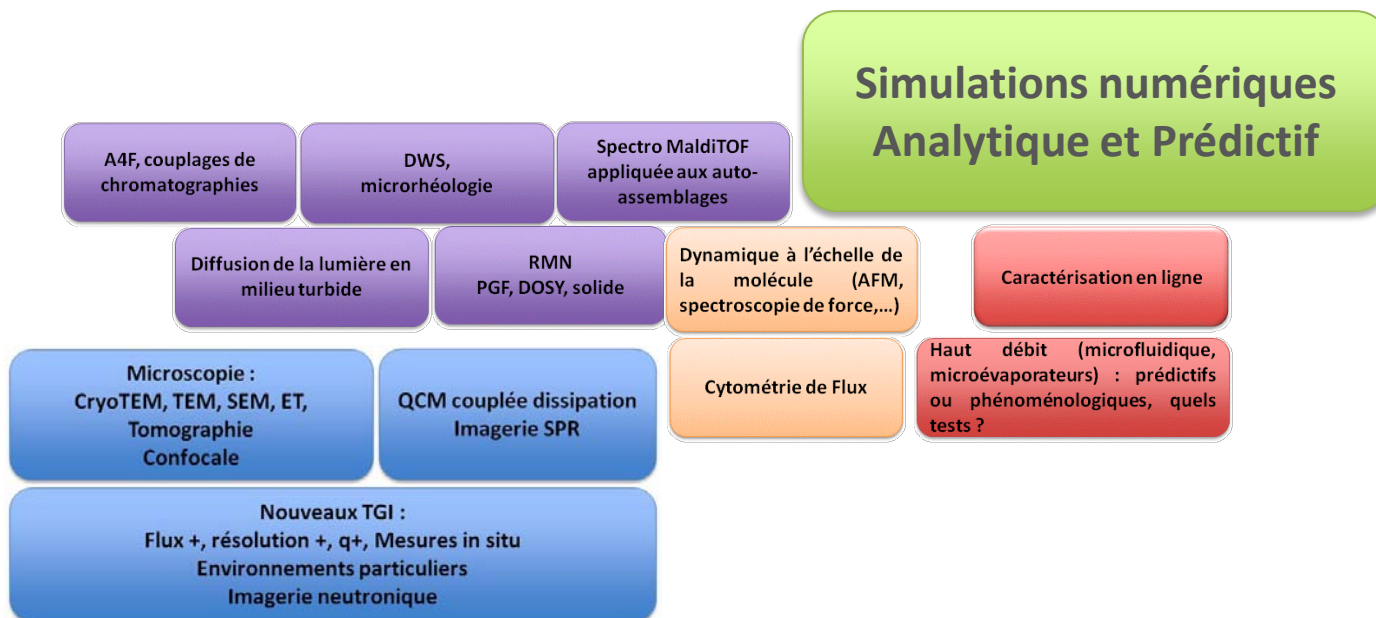 Simulations numériques
Analytique et Prédictif
A4F, couplages de
chromatographies
DWS,
microrhéologie
Spectro MaldiTOF
appliquée aux auto-
assemblages
Diffusion de la lumière en
milieu turbide
RMN
PGF, DOSY, solide
Dynamique à l'échelle de
la molécule (AFM,
spectroscopie de force,...)
Caractérisation en ligne
Microscopie :
CryoTEM, TEM, SEM, ET,
Tomographie
Confocale
QCM couplée dissipation
Imagerie SPR
Cytométrie de Flux
Haut débit (microfluidique,
microévaporateurs) : prédictifs
ou phénoménologiques, quels
tests ?
Nouveaux TGI :
Flux +, résolution +, q+, Mesures in situ
Environnements particuliers
Imagerie neutronique